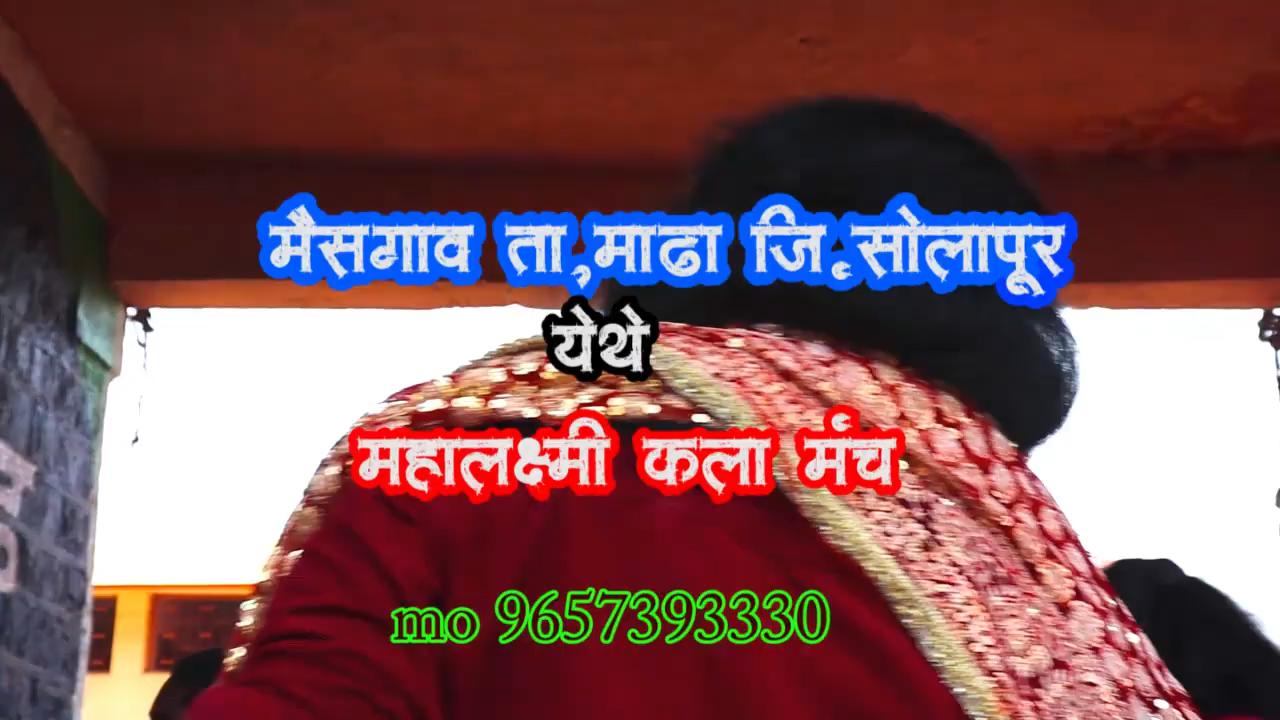 मैसगाव ता,माढा जि.सोलापूर
येथे
महालक्ष्मी कला मंच
mo 9657393330